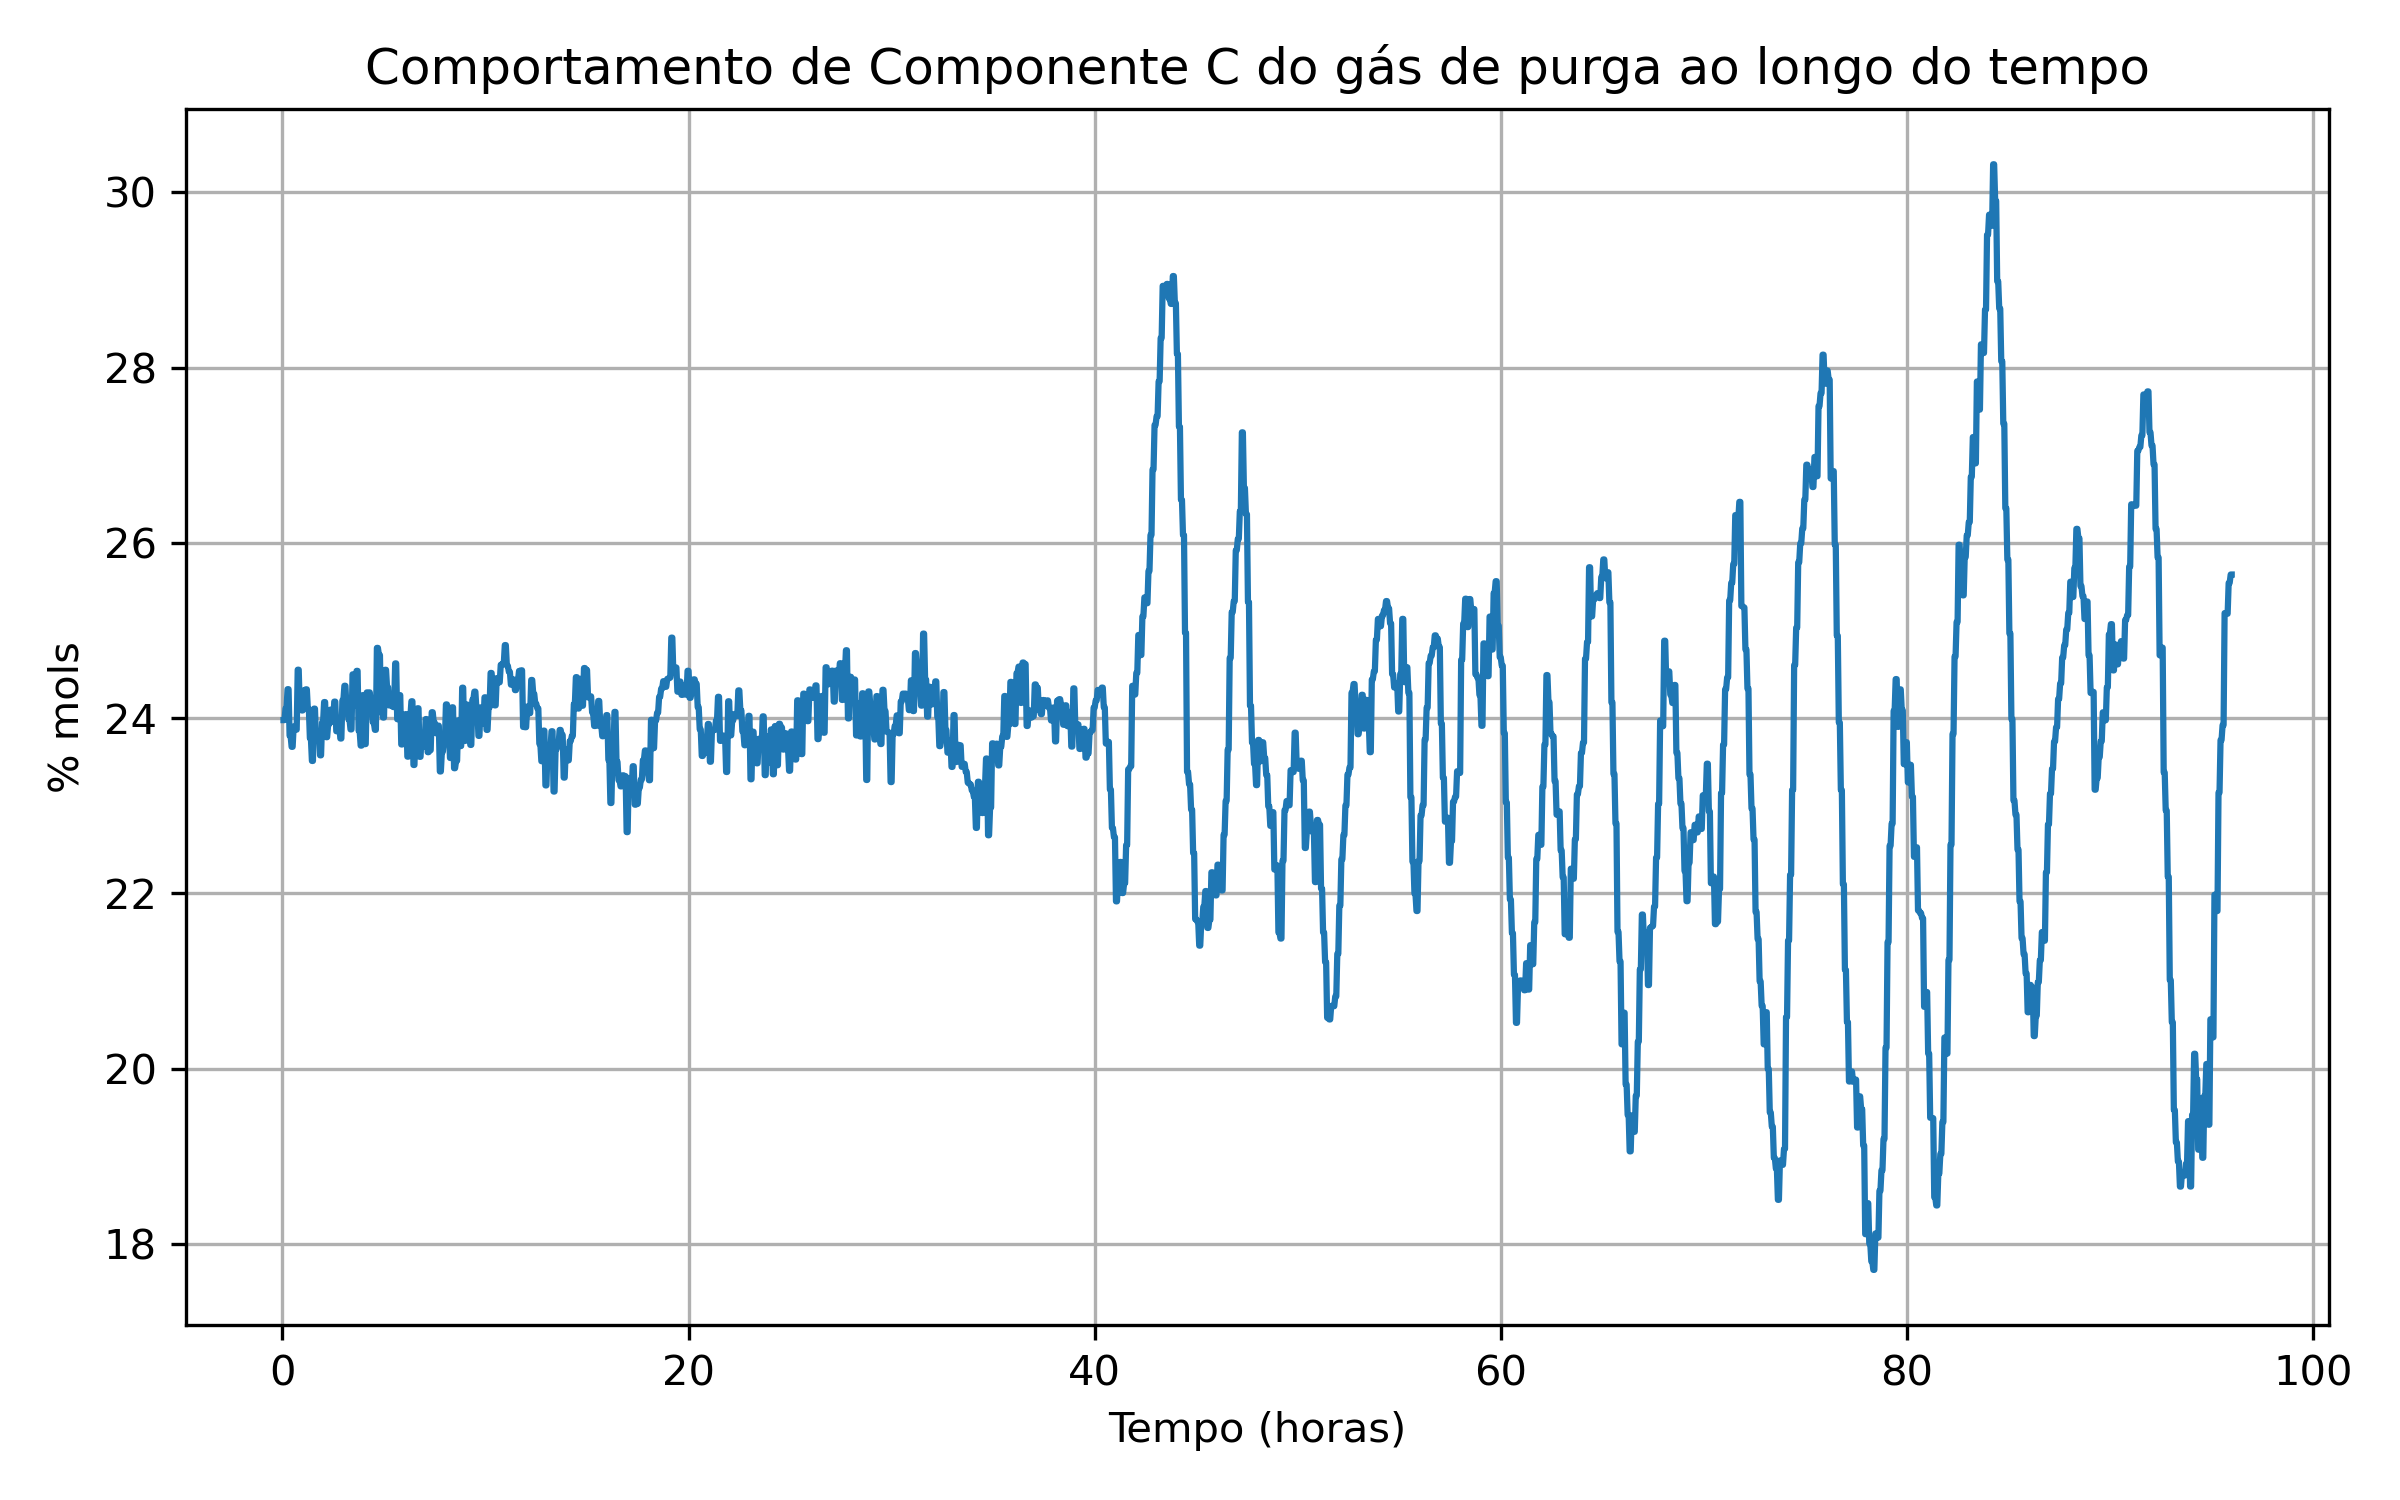 Comportamento de Componente C do gás de purga ao longo do tempo
% mols
30
28
26
24
22
20
18
0 20 40 60 80 100
Tempo (horas)